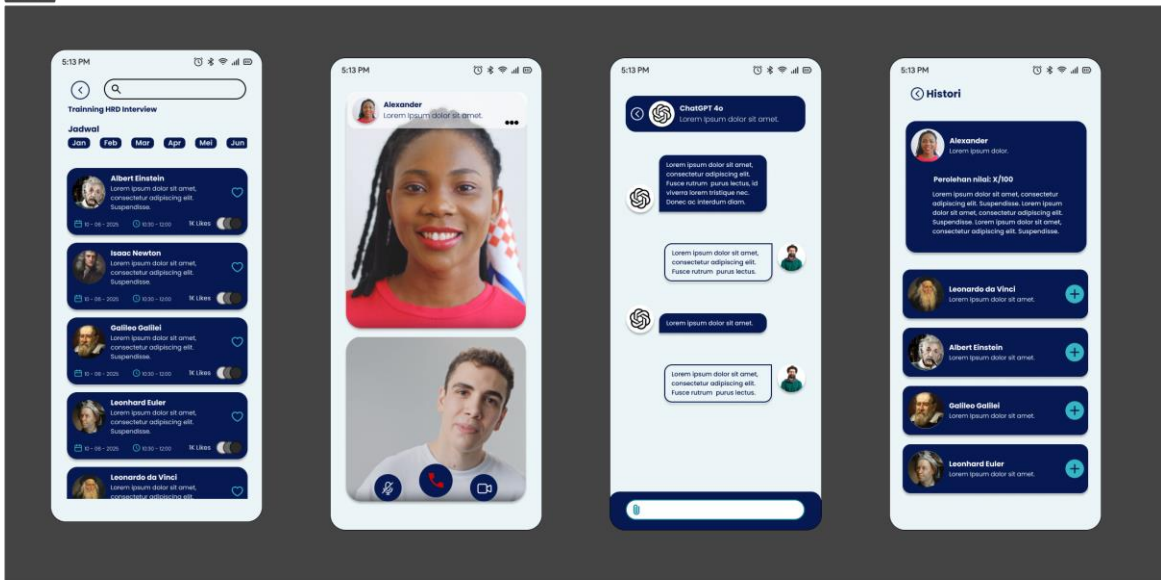 5:13 PM
Trainning HRD Interview
Jadwal
Jan Feb Mar Apr Mei Jun
Albert Einstein
Lorem ipsum dolor sit amet,
consectetur adipiscing elit.
Suspendisse.
10 - 06 - 2025 10:30 - 12:00 1K Likes
Isaac Newton
Lorem ipsum dolor sit amet,
consectetur adipiscing elit.
Suspendisse.
10 - 06 - 2025 10:30 - 12:00 1K Likes
Galileo Galilei
Lorem ipsum dolor sit amet,
consectetur adipiscing elit.
Suspendisse.
10 - 06 - 2025 10:30 - 12:00 1K Likes
Leonhard Euler
Lorem ipsum dolor sit amet,
consectetur adipiscing elit.
Suspendisse.
10 - 06 - 2025 10:30 - 12:00 1K Likes
Leonardo da Vinci
Lorem ipsum dolor sit amet,
consectetur adipiscing elit.
5:13 PM
Alexander
Lorem ipsum dolor sit amet.
5:13 PM
ChatGPT 4o
Lorem ipsum dolor sit amet.
Lorem ipsum dolor sit amet,
consectetur adipiscing elit.
Fusce rutrum purus lectus, id
viverra lorem tristique nec.
Donec ac interdum diam.
Lorem ipsum dolor sit amet,
consectetur adipiscing elit.
Fusce rutrum purus lectus.
Lorem ipsum dolor sit amet.
Lorem ipsum dolor sit amet,
consectetur adipiscing elit.
Fusce rutrum purus lectus.
5:13 PM
Histori
Alexander
Lorem ipsum dolor.
Perolehan nilai: X/100
Lorem ipsum dolor sit amet, consectetur
adipiscing elit. Suspendisse. Lorem ipsum
dolor sit amet, consectetur adipiscing elit.
Suspendisse. Lorem ipsum dolor sit amet,
consectetur adipiscing elit. Suspendisse.
Leonardo da Vinci
Lorem ipsum dolor sit amet.
Albert Einstein
Lorem ipsum dolor sit amet.
Galileo Galilei
Lorem ipsum dolor sit amet.
Leonhard Euler
Lorem ipsum dolor sit amet.